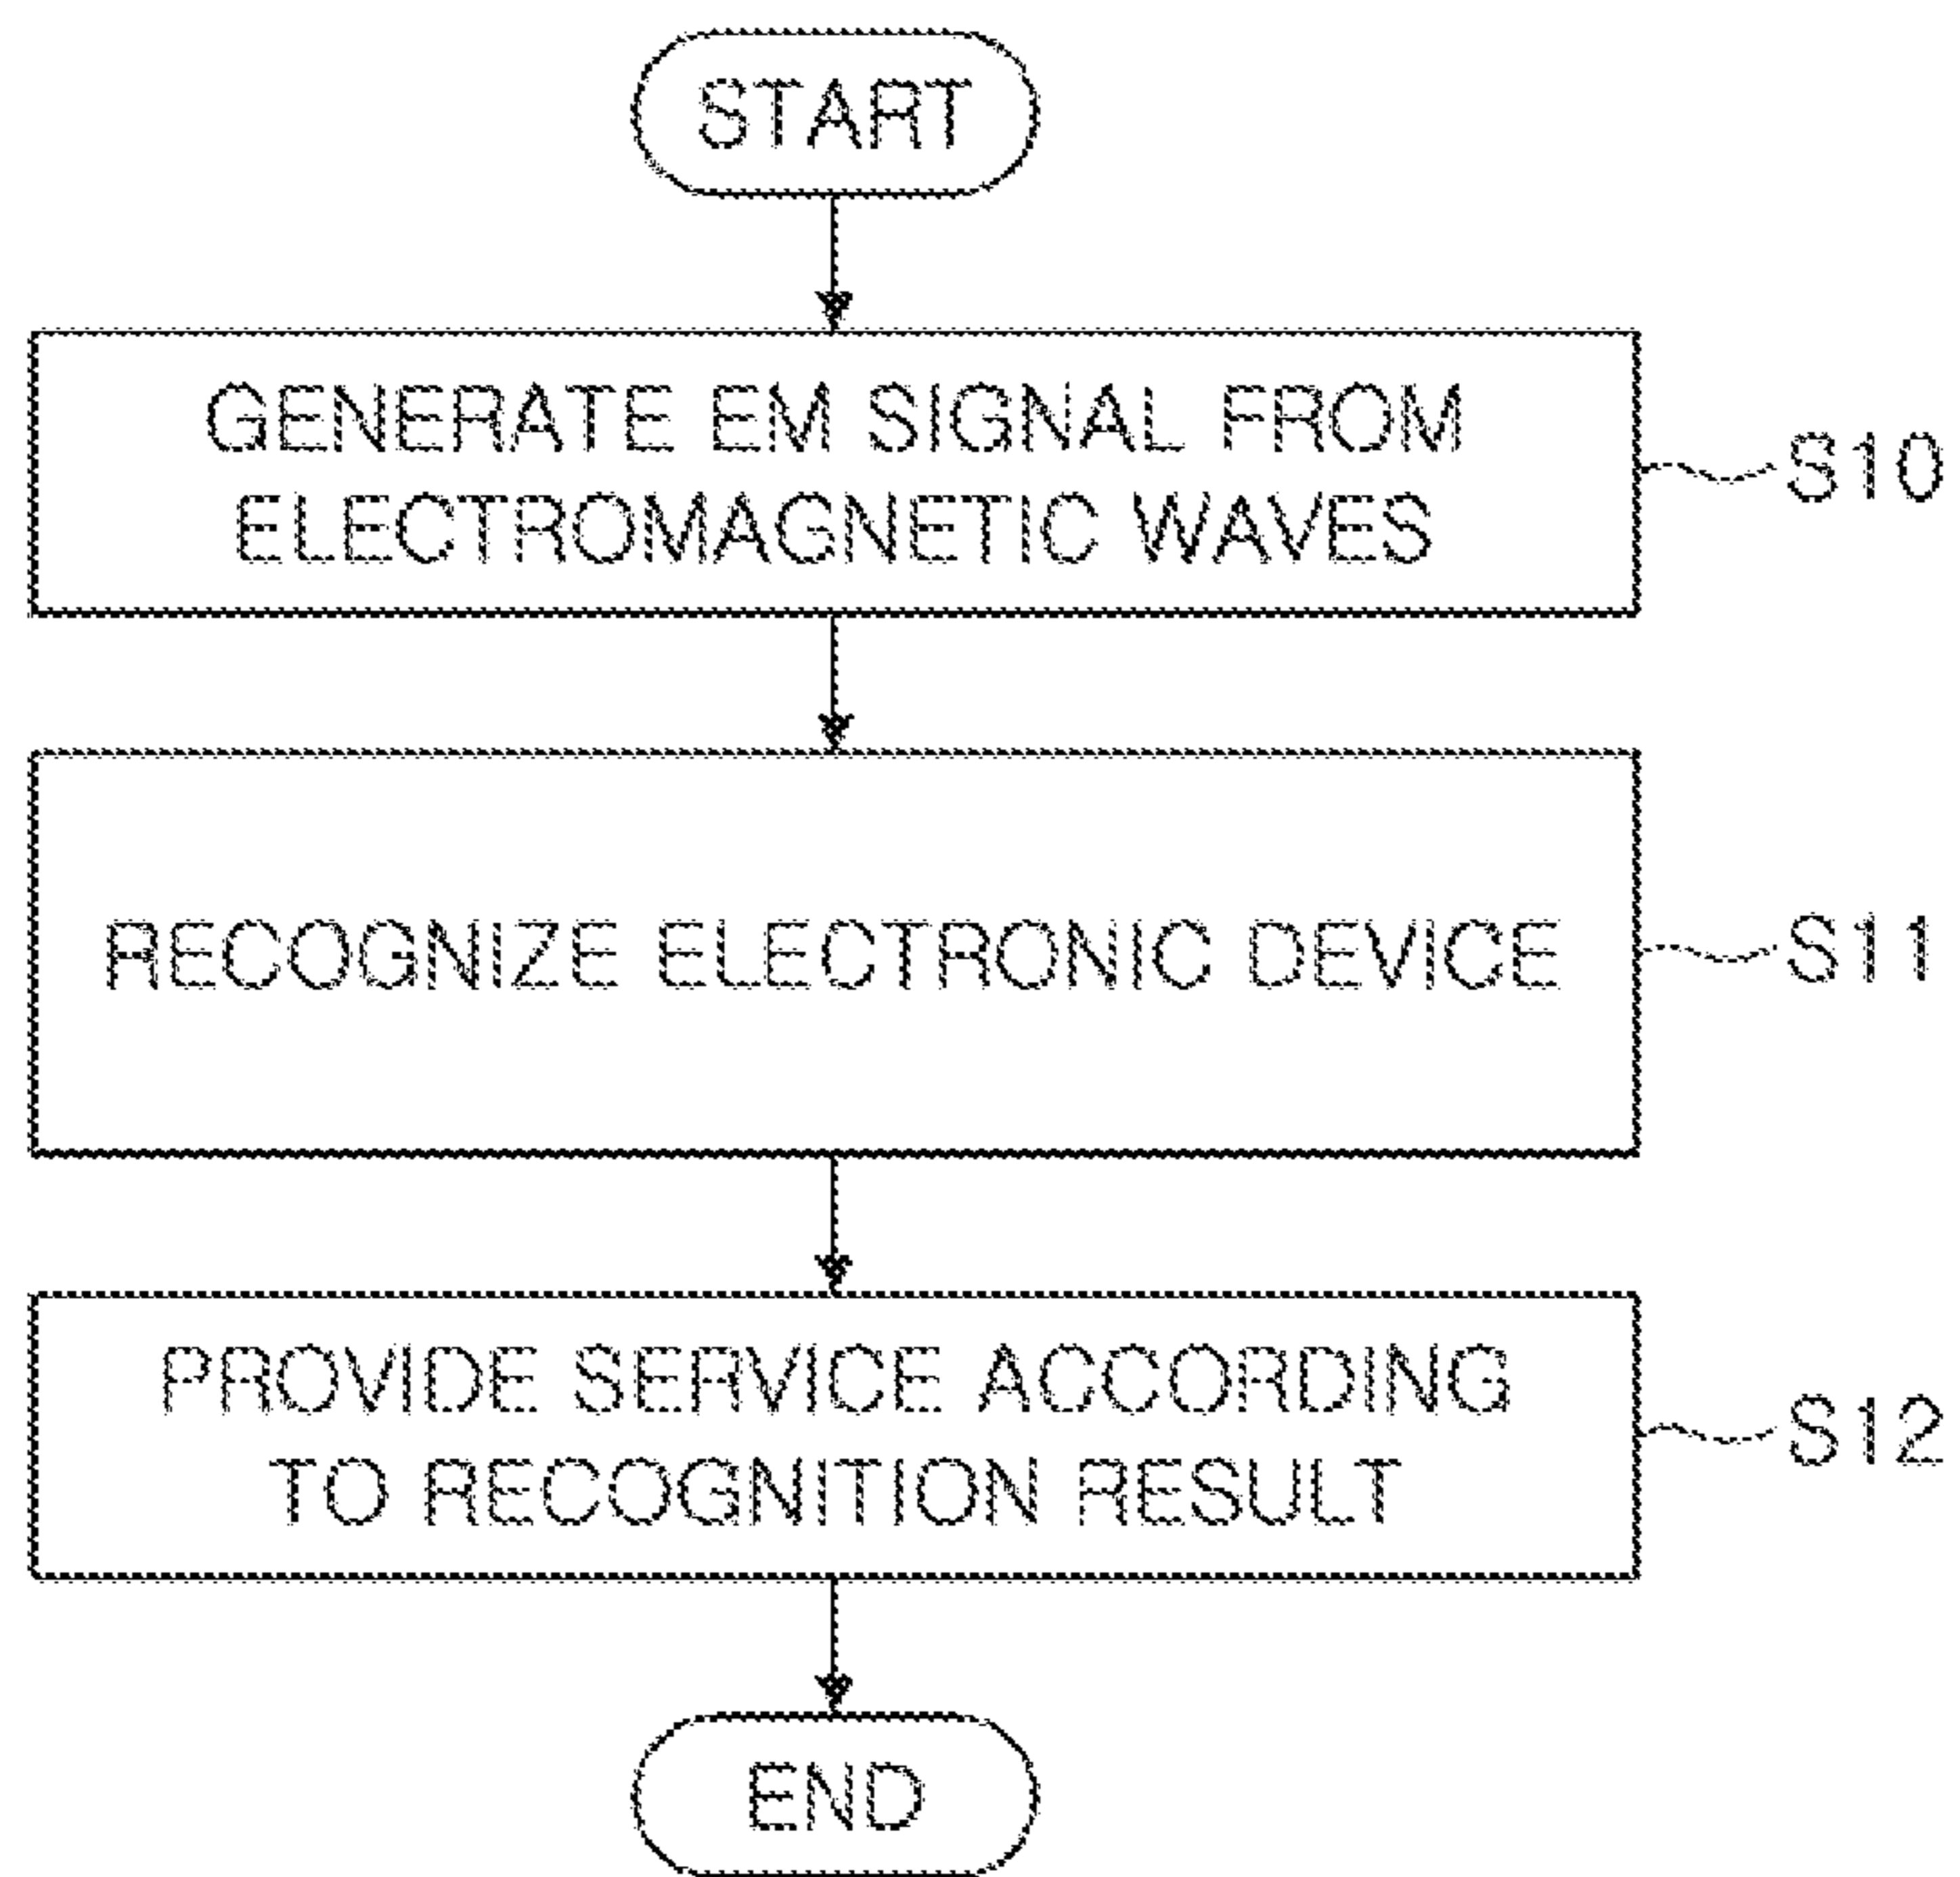 START
GENERATE EM SIGNAL FROM
ELECTROMAGNETIC WAVES
S10
RECOGNIZE ELECTRONIC DEVICE
S11
PROVIDE SERVICE ACCORDING
TO RECOGNITION RESULT
S12
END